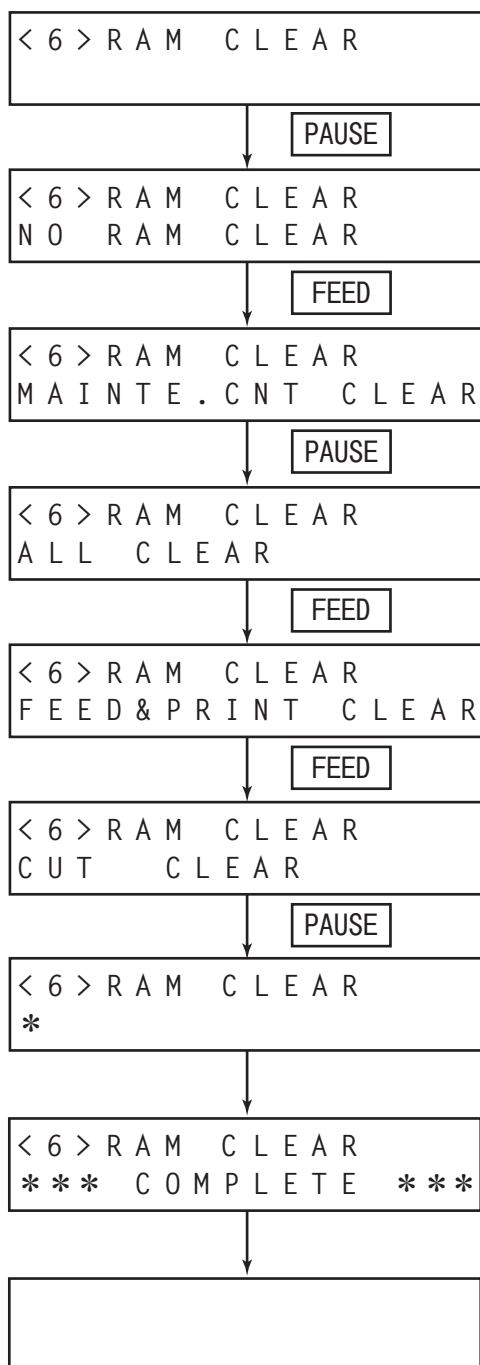 <6>RAM CLEAR
PAUSE
<6>RAM CLEAR
NO RAM CLEAR
FEED
<6>RAM CLEAR
MAINTE.CNT CLEAR
PAUSE
<6>RAM CLEAR
ALL CLEAR
FEED
<6>RAM CLEAR
FEED&PRINT CLEAR
FEED
<6>RAM CLEAR
CUT CLEAR
PAUSE
<6>RAM CLEAR
*
<6>RAM CLEAR
*** COMPLETE ***